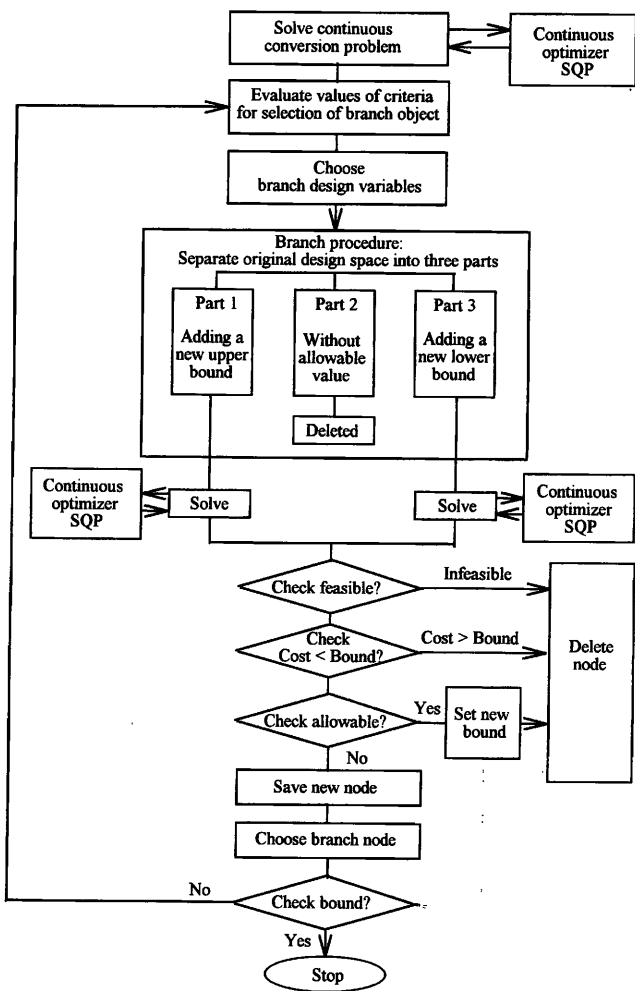 Solve continuous
conversion problem
Continuous
optimizer
SQP
Evaluate values of criteria
for selection of branch object
Choose
branch design variables
Branch procedure:
Separate original design space into three parts
Part 1
Adding a
new upper
bound
Part 2
Without
allowable
value
Deleted
Part 3
Adding a
new lower
bound
Continuous
optimizer
SQP
Solve
Solve
Continuous
optimizer
SQP
Check feasible?
Infeasible
Check
Cost < Bound?
Cost > Bound
Delete
node
Check allowable?
Yes
Set new
bound
No
Save new node
Choose branch node
No
Check bound?
Yes
Stop